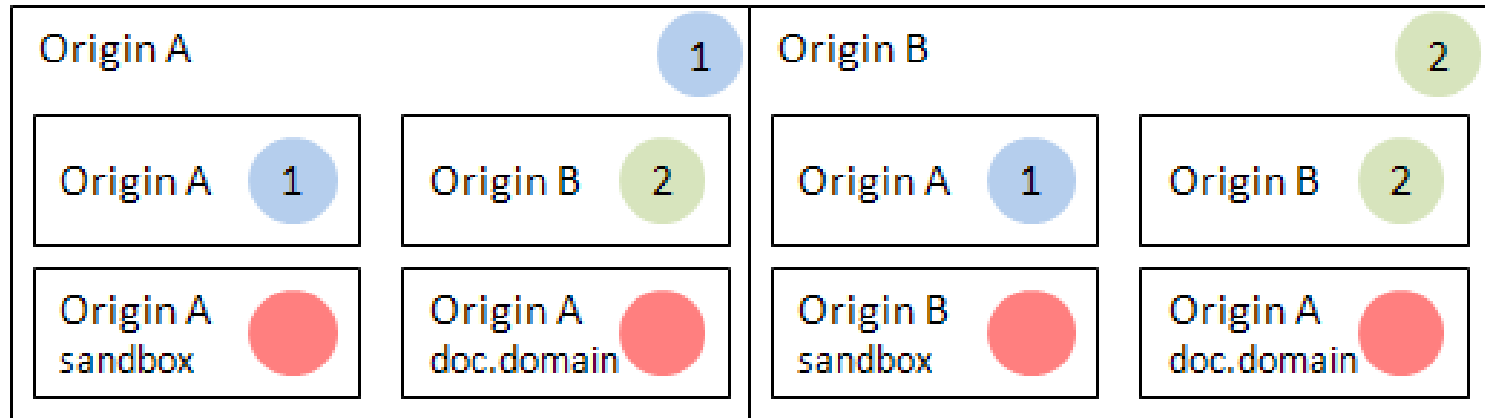 Origin A 1 Origin B 2
Origin A 1 Origin B 2 Origin A 1 Origin B 2
Origin A Origin A Origin B Origin A
sandbox doc.domain sandbox doc.domain